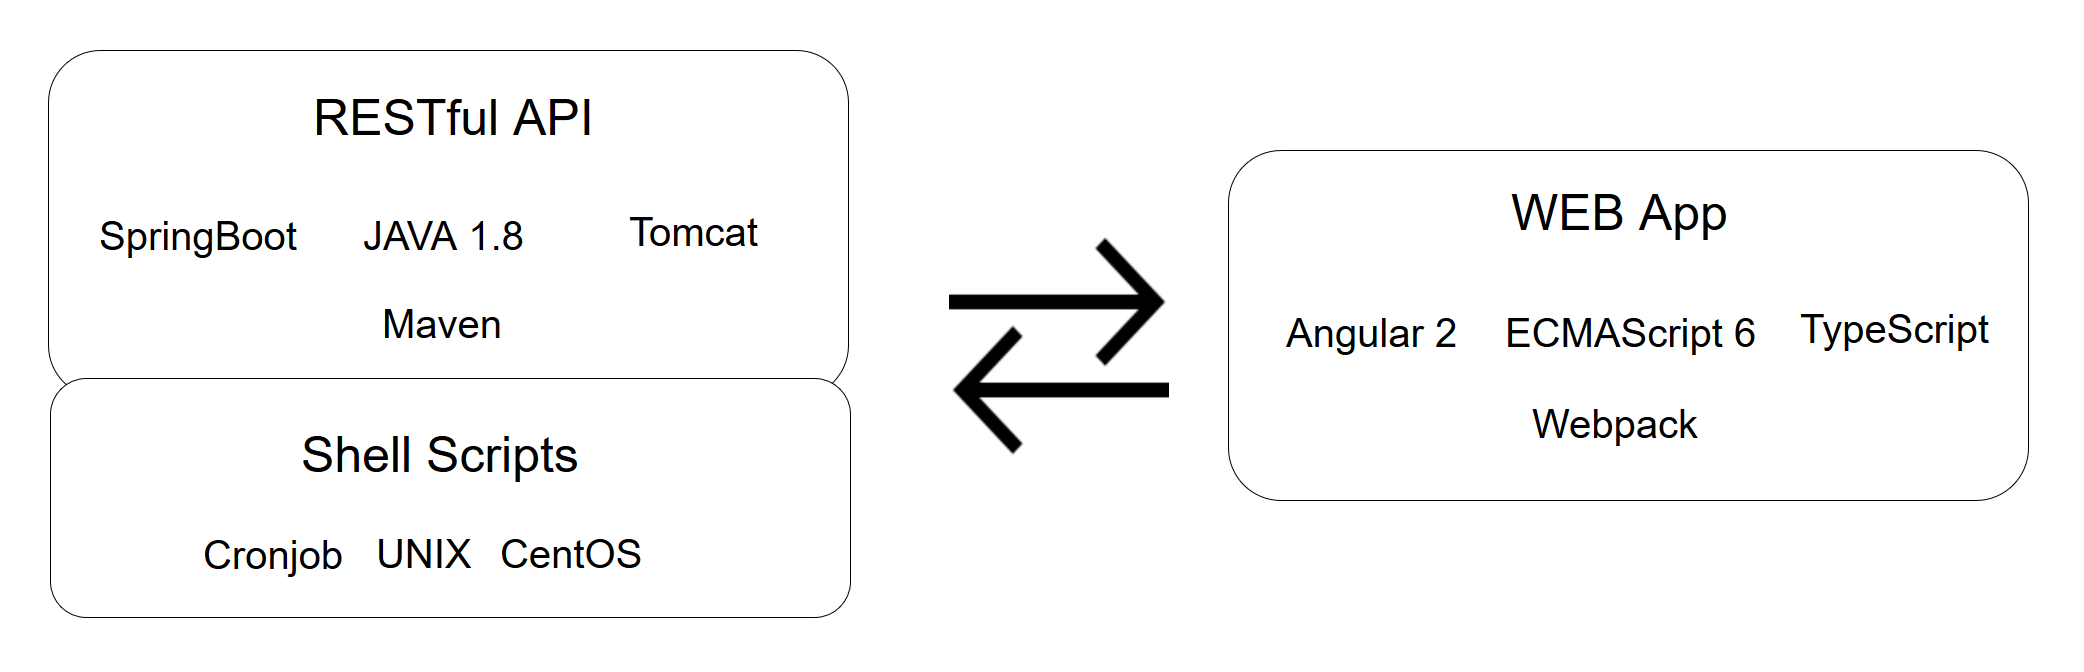 RESTful API
SpringBoot JAVA 1.8 Tomcat
Maven
Shell Scripts
Cronjob UNIX CentOS
WEB App
Angular 2 ECMAScript 6 TypeScript
Webpack